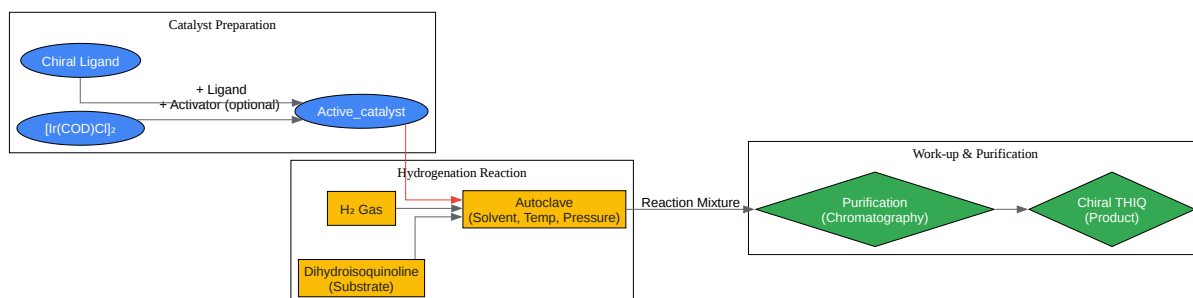 Catalyst Preparation
Chiral Ligand
+ Ligand
+ Activator (optional)
Active_catalyst
[Ir(COD)Cl]₂
Hydrogenation Reaction
H₂ Gas
Autoclave
(Solvent, Temp, Pressure)
Dihydroisoquinoline
(Substrate)
Reaction Mixture
Work-up & Purification
Purification
(Chromatography)
Chiral THIQ
(Product)